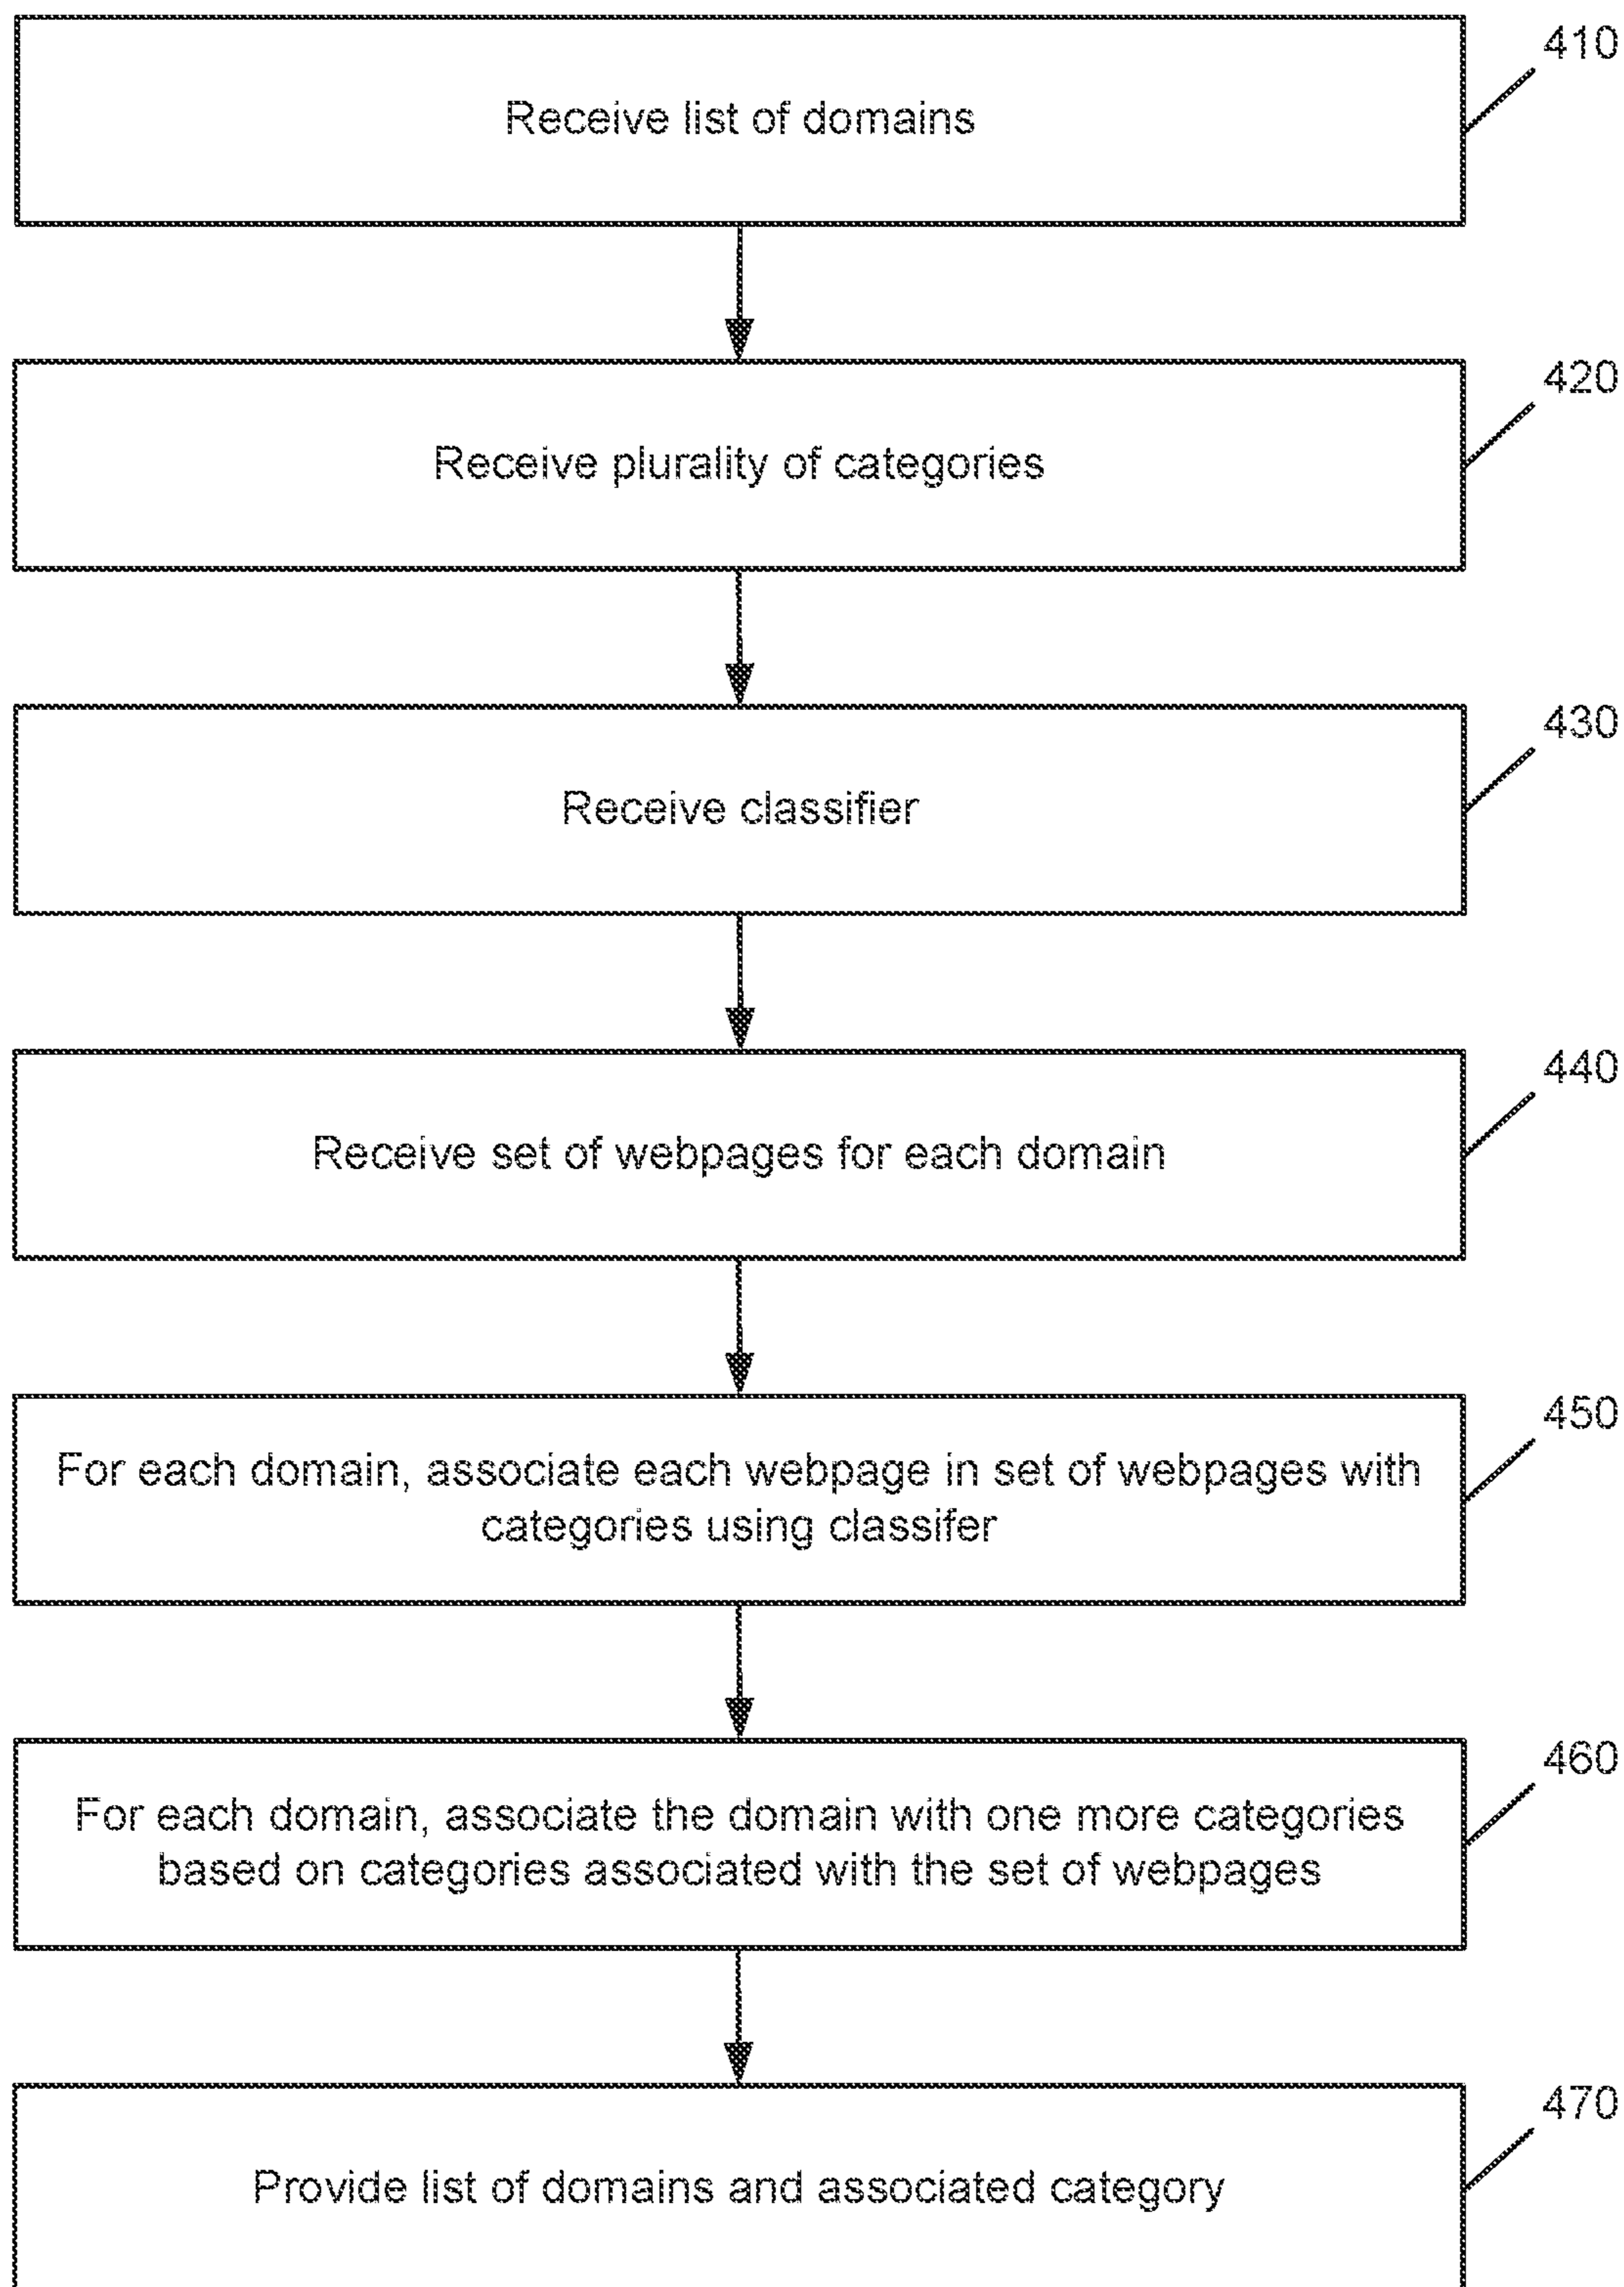 410
Receive list of domains
420
Receive plurality of categories
430
Receive classifier
440
Receive set of webpages for each domain
450
For each domain, associate each webpage in set of webpages with
categories using classifer
460
For each domain, associate the domain with one more categories
based on categories associated with the set of webpages
470
Provide list of domains and associated category